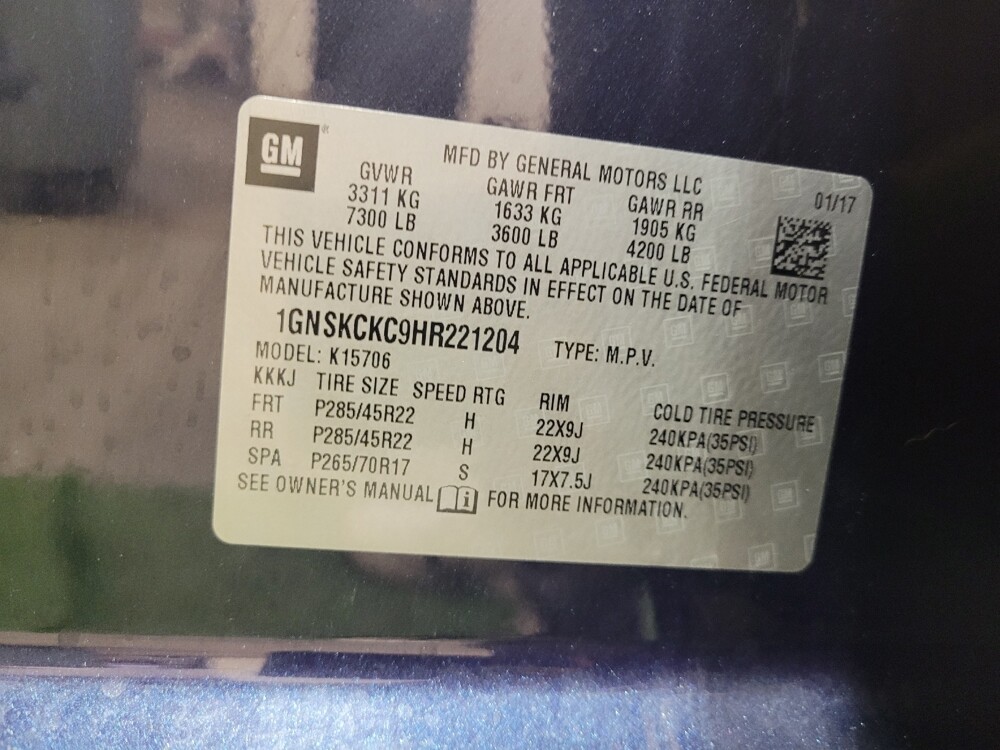 GM
MFD BY GENERAL MOTORS LLC
01/17
GVWR GAWR FRT GAWR RR
3311 KG 1633 KG 1905 KG
7300 LB 3600 LB 4200 LB
THIS VEHICLE CONFORMS TO ALL APPLICABLE U.S. FEDERAL MOTOR
VEHICLE SAFETY STANDARDS IN EFFECT ON THE DATE OF
MANUFACTURE SHOWN ABOVE.
1GNSKCKC9HR221204 TYPE: M.P.V.
MODEL: K15706
KKKJ TIRE SIZE SPEED RTG RIM COLD TIRE PRESSURE
FRT P285/45R22 H 22X9J 240KPA(35PSI)
RR P285/45R22 H 22X9J 240KPA(35PSI)
SPA P265/70R17 S 17X7.5J 240KPA(35PSI)
SEE OWNER'S MANUAL i FOR MORE INFORMATION.